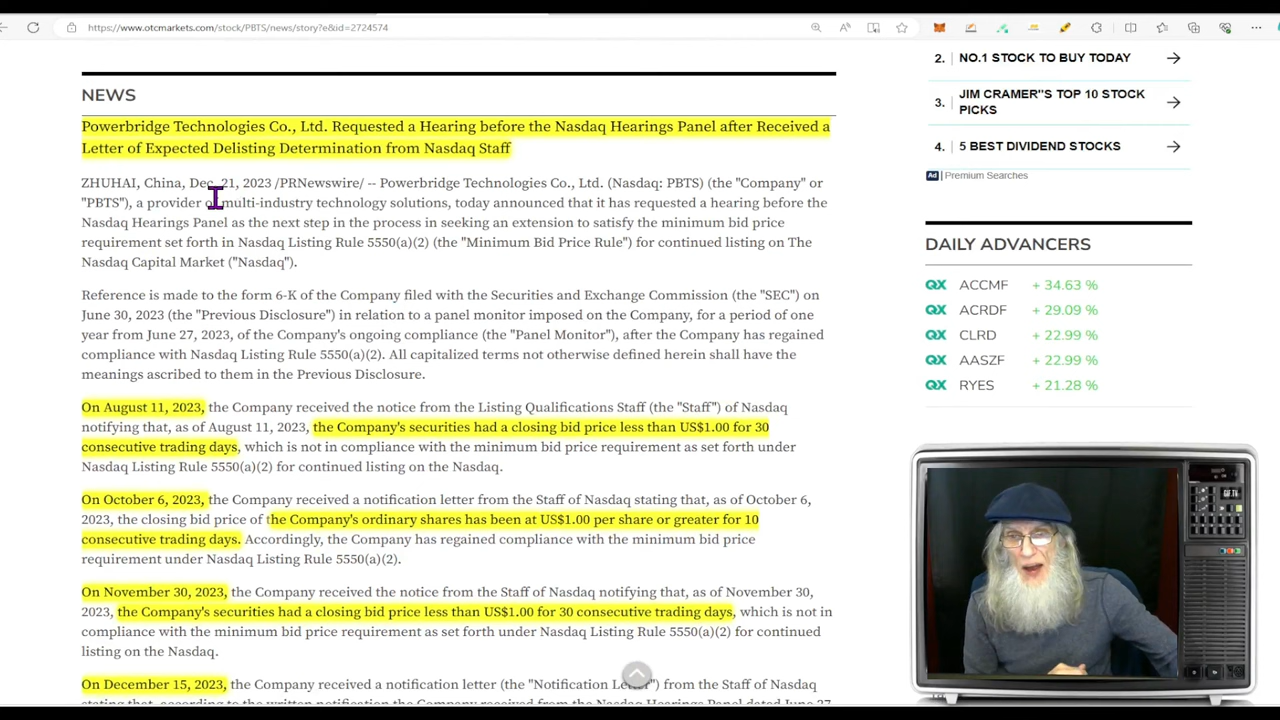 https://www.otcmarkets.com/stock/PBTS/news/story?e&id=2724574
NEWS
Powerbridge Technologies Co., Ltd. Requested a Hearing before the Nasdaq Hearings Panel after Received a
Letter of Expected Delisting Determination from Nasdaq Staff
ZHUHAI, China, Dec. 21, 2023 /PRNewswire/ -- Powerbridge Technologies Co., Ltd. (Nasdaq: PBTS) (the "Company" or
"PBTS"), a provider of multi-industry technology solutions, today announced that it has requested a hearing before the
Nasdaq Hearings Panel as the next step in the process in seeking an extension to satisfy the minimum bid price
requirement set forth in Nasdaq Listing Rule 5550(a)(2) (the "Minimum Bid Price Rule") for continued listing on The
Nasdaq Capital Market ("Nasdaq").
Reference is made to the form 6-K of the Company filed with the Securities and Exchange Commission (the "SEC") on
June 30, 2023 (the "Previous Disclosure") in relation to a panel monitor imposed on the Company, for a period of one
year from June 27, 2023, of the Company's ongoing compliance (the "Panel Monitor"), after the Company has regained
compliance with Nasdaq Listing Rule 5550(a)(2). All capitalized terms not otherwise defined herein shall have the
meanings ascribed to them in the Previous Disclosure.
On August 11, 2023, the Company received the notice from the Listing Qualifications Staff (the "Staff") of Nasdaq
notifying that, as of August 11, 2023, the Company's securities had a closing bid price less than US$1.00 for 30
consecutive trading days, which is not in compliance with the minimum bid price requirement as set forth under
Nasdaq Listing Rule 5550(a)(2) for continued listing on the Nasdaq.
On October 6, 2023, the Company received a notification letter from the Staff of Nasdaq stating that, as of October 6,
2023, the closing bid price of the Company's ordinary shares has been at US$1.00 per share or greater for 10
consecutive trading days. Accordingly, the Company has regained compliance with the minimum bid price
requirement under Nasdaq Listing Rule 5550(a)(2).
On November 30, 2023, the Company received the notice from the Staff of Nasdaq notifying that, as of November 30,
2023, the Company's securities had a closing bid price less than US$1.00 for 30 consecutive trading days, which is not in
compliance with the minimum bid price requirement as set forth under Nasdaq Listing Rule 5550(a)(2) for continued
listing on the Nasdaq.
On December 15, 2023, the Company received a notification letter (the "Notification Letter") from the Staff of Nasdaq
stating that, according to the written notification the Company had Nasdaq Hearings Panel dated June 27
2. NO.1 STOCK TO BUY TODAY
3. JIM CRAMER"S TOP 10 STOCK
PICKS
4. 5 BEST DIVIDEND STOCKS
Ad Premium Searches
DAILY ADVANCERS
QX ACCMF + 34.63 %
QX ACRDF + 29.09 %
QX CLRD + 22.99 %
QX AASZF + 22.99 %
QX RYES + 21.28 %